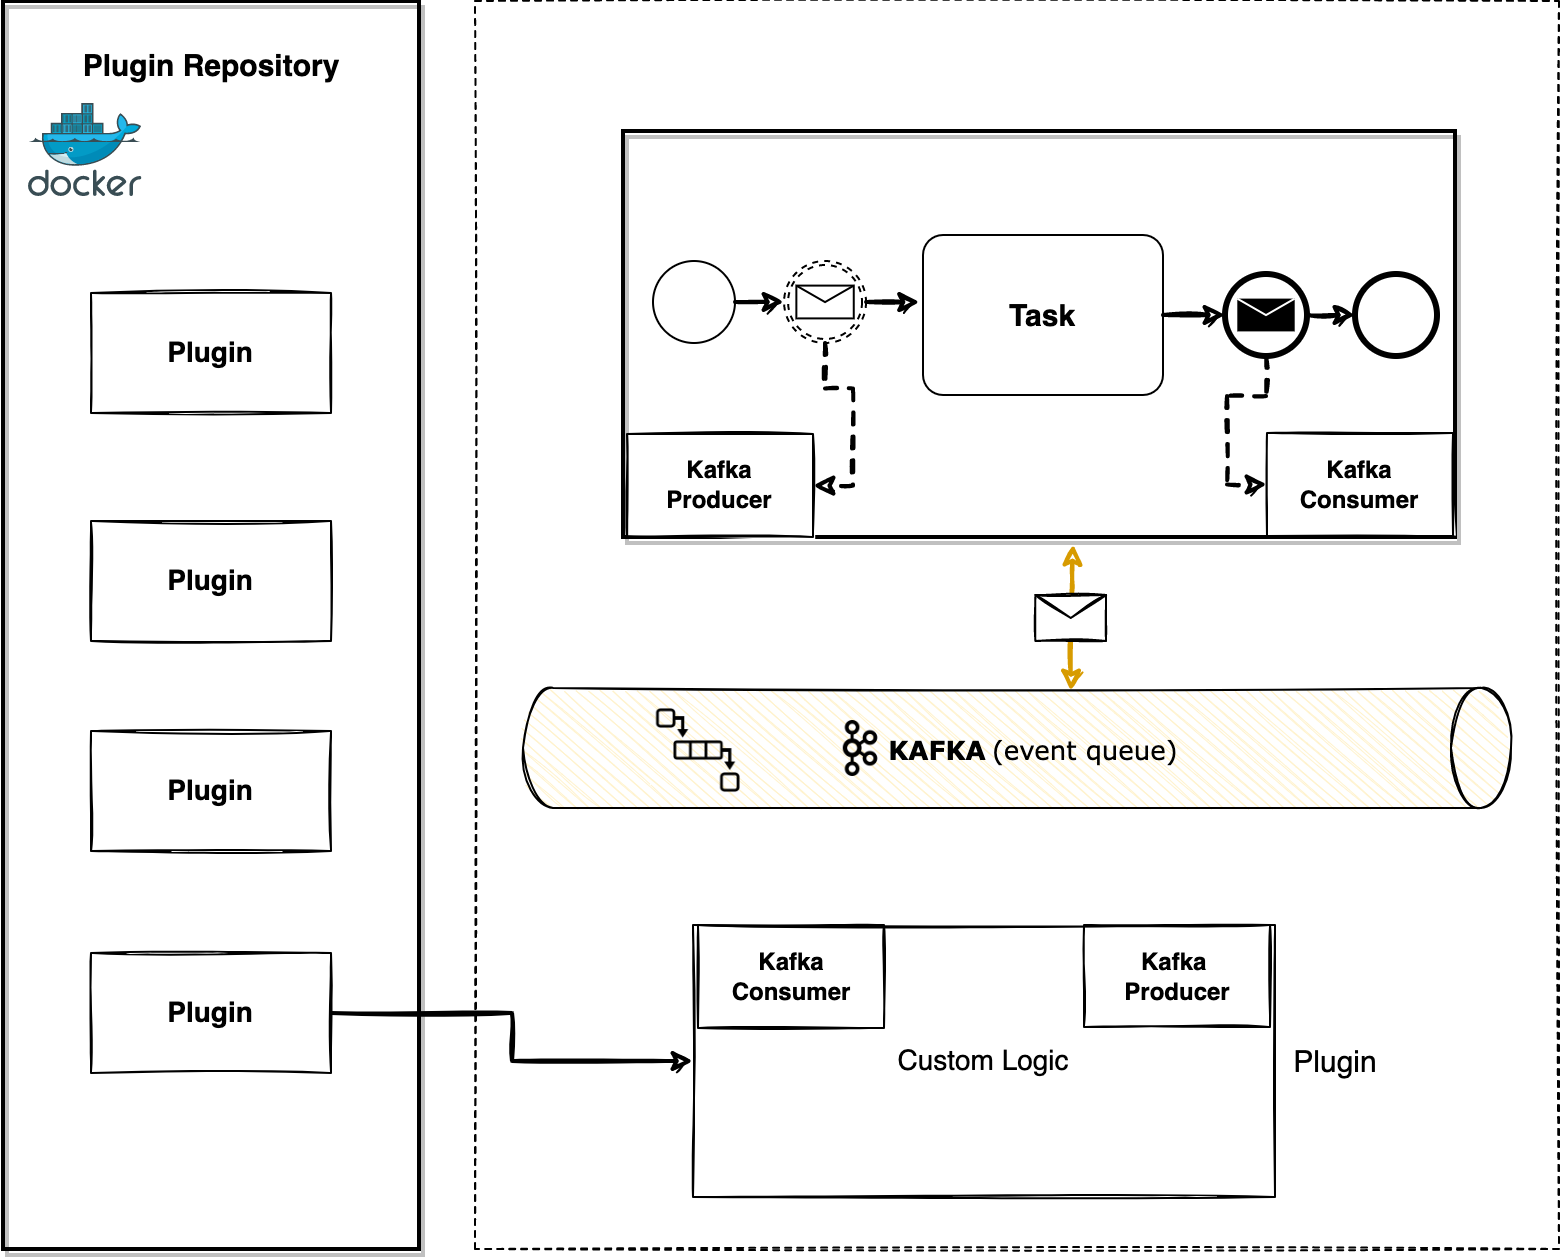 Plugin Repository
docker
Plugin
Plugin
Plugin
Plugin
Task
Kafka
Producer
Kafka
Consumer
KAFKA (event queue)
Kafka
Consumer
Kafka
Producer
Custom Logic
Plugin